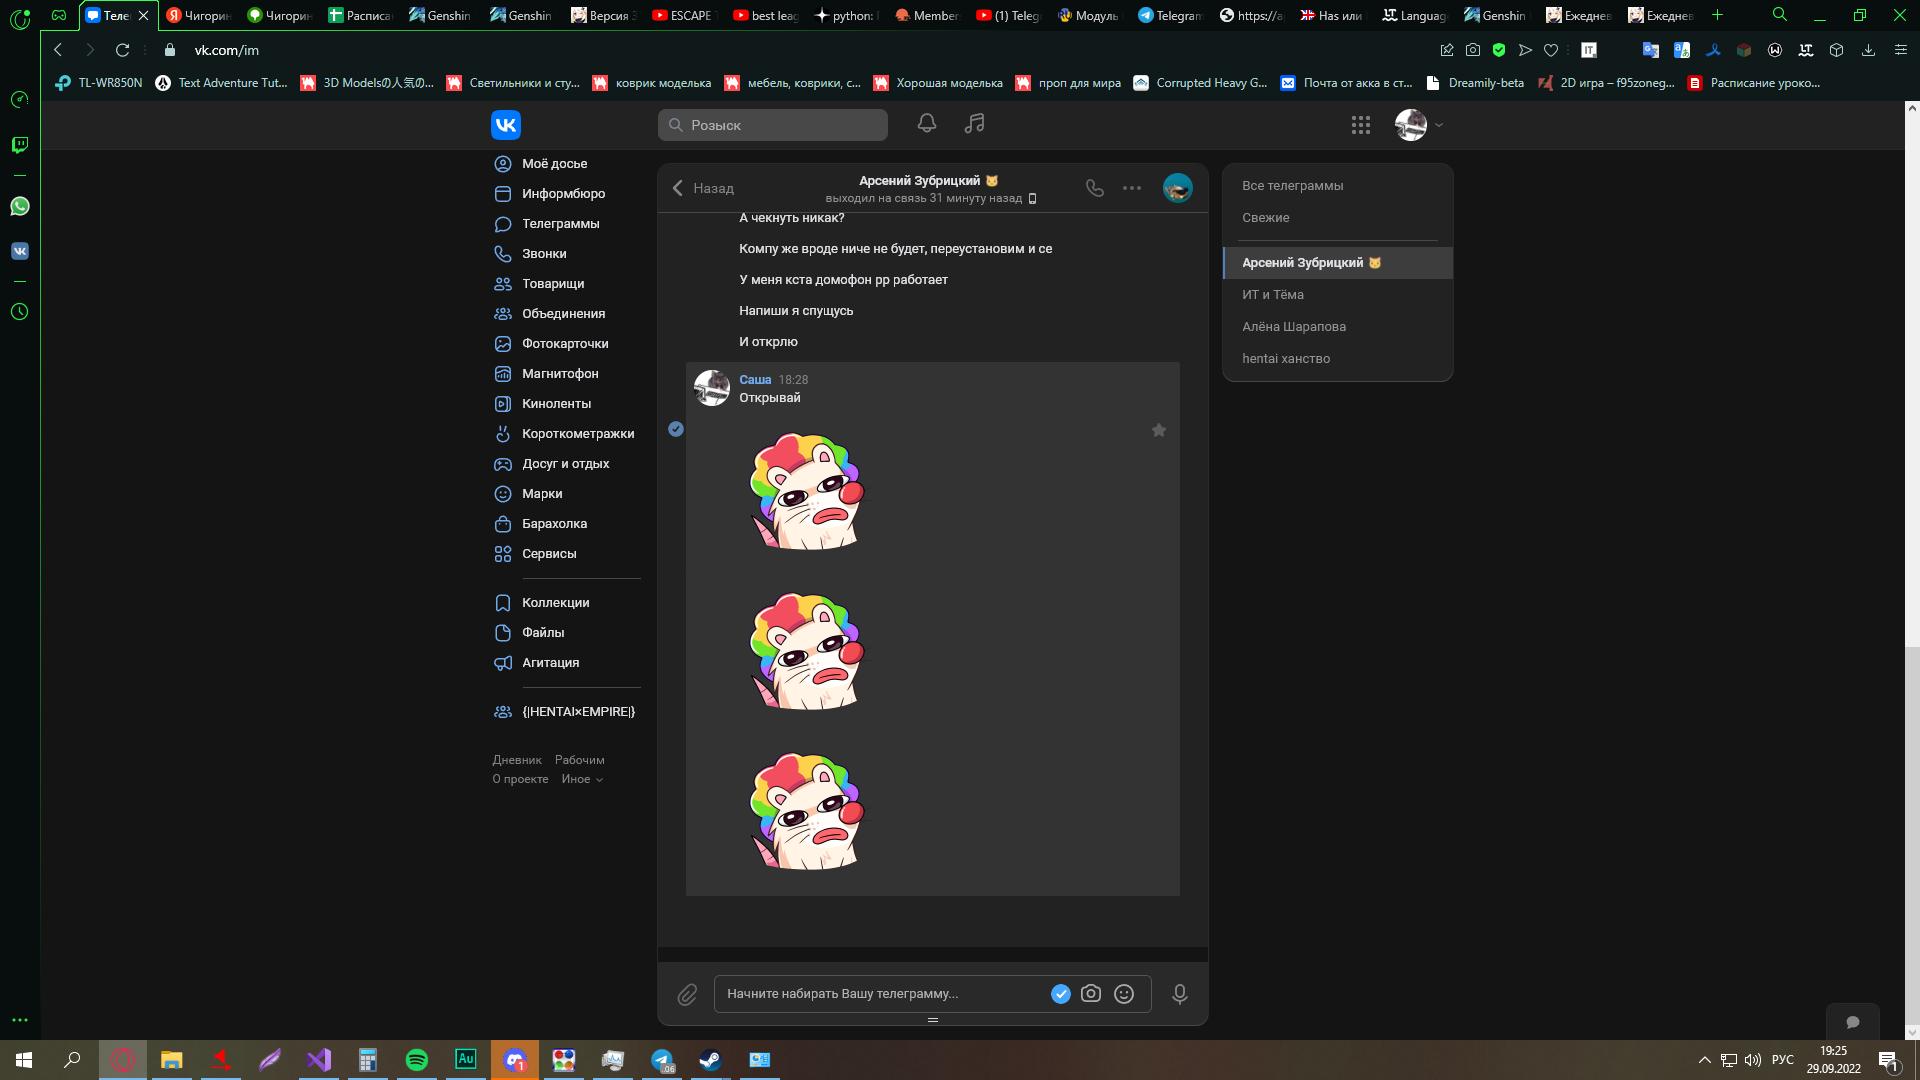 Теле
Чигорин
Чигорин
Расписа
Genshin
Genshin
Версия 3
ESCAPE T
best leag
python: 
Member
(1) Teleg
Модуль
Telegram
https://a
Has или
Languag
Genshin
Ежеднев
Ежеднев
vk.com/im
TL-WR850N
Text Adventure Tut...
3D Modelsの人気の...
Светильники и сту...
коврик моделька
мебель, коврики, с...
Хорошая моделька
проп для мира
Corrupted Heavy G...
Почта от акка в ст...
Dreamily-beta
2D игра – f95zoneg...
Расписание уроко...
Розыск
Моё досье
Информбюро
Телеграммы
Звонки
Товарищи
Объединения
Фотокарточки
Магнитофон
Киноленты
Короткометражки
Досуг и отдых
Марки
Барахолка
Сервисы
Коллекции
Файлы
Агитация
{|HENTAI×EMPIRE|}
Дневник Рабочим
О проекте Иное
Назад
Арсений Зубрицкий 🐱
выходил на связь 31 минуту назад
А чекнуть никак?
Компу же вроде ниче не будет, переустановим и се
У меня кста домофон рр работает
Напиши я спущусь
И откpлю
Саша 18:28
Открывай
Начните набирать Вашу телеграмму...
Все телеграммы
Свежие
Арсений Зубрицкий 🐱
ИТ и Тёма
Алёна Шарапова
hentai ханство
Au
1
.06
РУС
19:25
29.09.2022
1